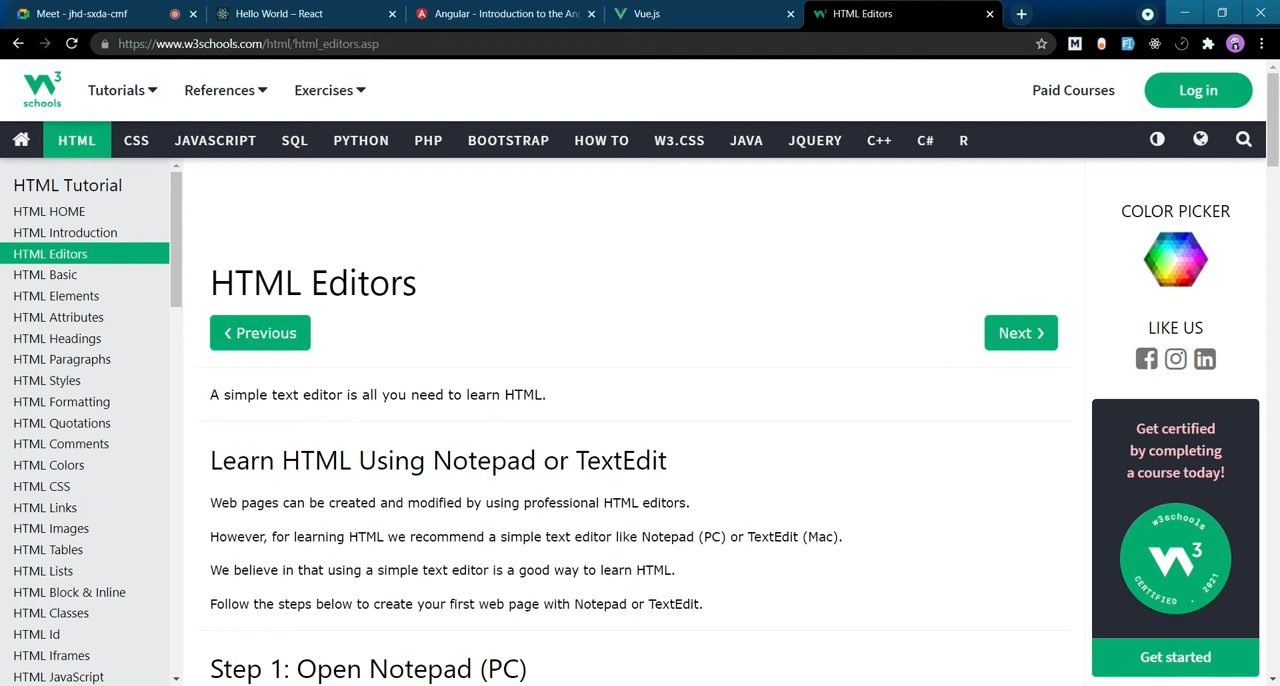 Meet - jhd-sxda-cmf
Hello World – React
Angular - Introduction to the An
Vue.js
HTML Editors
https://www.w3schools.com/html/html_editors.asp
W3 schools
Tutorials
References
Exercises
Paid Courses
Log in
HTML
CSS
JAVASCRIPT
SQL
PYTHON
PHP
BOOTSTRAP
HOW TO
W3.CSS
JAVA
JQUERY
C++
C#
R
HTML Tutorial
HTML HOME
HTML Introduction
HTML Editors
HTML Basic
HTML Elements
HTML Attributes
HTML Headings
HTML Paragraphs
HTML Styles
HTML Formatting
HTML Quotations
HTML Comments
HTML Colors
HTML CSS
HTML Links
HTML Images
HTML Tables
HTML Lists
HTML Block & Inline
HTML Classes
HTML Id
HTML Iframes
HTML JavaScript
HTML Editors
❮ Previous
Next ❯
A simple text editor is all you need to learn HTML.
Learn HTML Using Notepad or TextEdit
Web pages can be created and modified by using professional HTML editors.
However, for learning HTML we recommend a simple text editor like Notepad (PC) or TextEdit (Mac).
We believe in that using a simple text editor is a good way to learn HTML.
Follow the steps below to create your first web page with Notepad or TextEdit.
Step 1: Open Notepad (PC)
COLOR PICKER
LIKE US
Get certified
by completing
a course today!
w3schools
W3
CERTIFIED . 2021
Get started